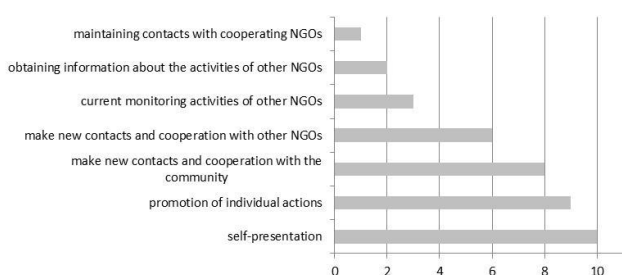 maintaining contacts with cooperating NGOs
obtaining information about the activities of other NGOs
current monitoring activities of other NGOs
make new contacts and cooperation with other NGOs
make new contacts and cooperation with the
community
promotion of individual actions
self-presentation
0 2 4 6 8 10